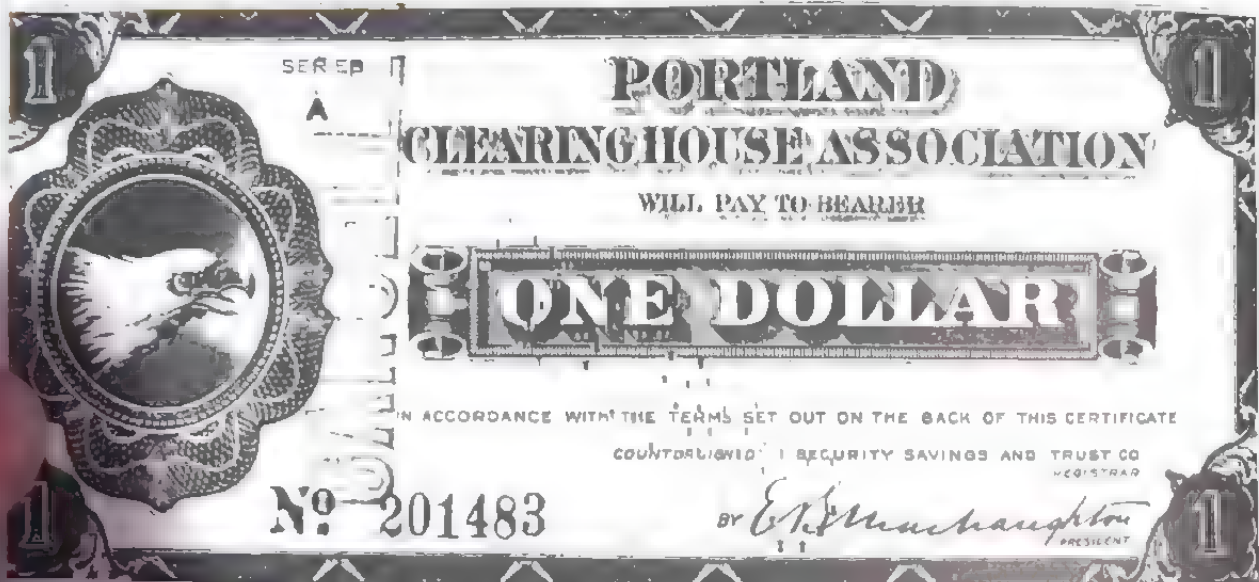 1
1
SERIES
A
PORTLAND
CLEARING HOUSE ASSOCIATION
WILL PAY TO BEARER
ONE DOLLAR
IN ACCORDANCE WITH THE TERMS SET OUT ON THE BACK OF THIS CERTIFICATE
SECURITY SAVINGS AND TRUST CO
REGISTRAR
No 201483
BY
PRESIDENT
1
1